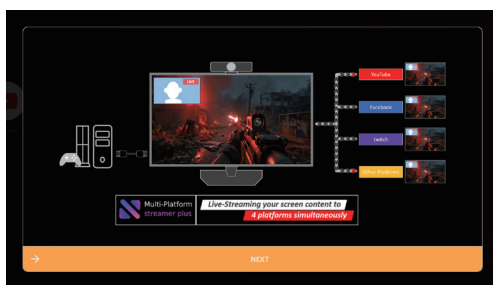 LIVE
YouTube
Facebook
Twitch
Other Platforms
Multi-Platform
streamer plus
Live-Streaming your screen content to
4 platforms simultaneously
NEXT